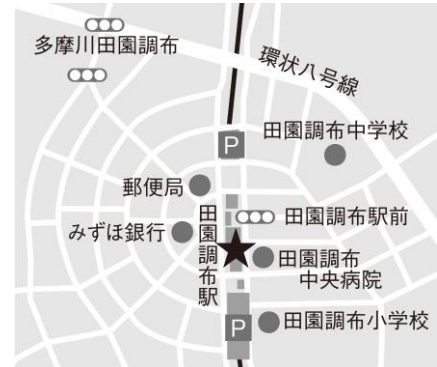 多摩川田園調布
環状八号線
P
田園調布中学校
郵便局
田園調布駅前
みずほ銀行
田園調布駅
田園調布
中央病院
P
田園調布小学校